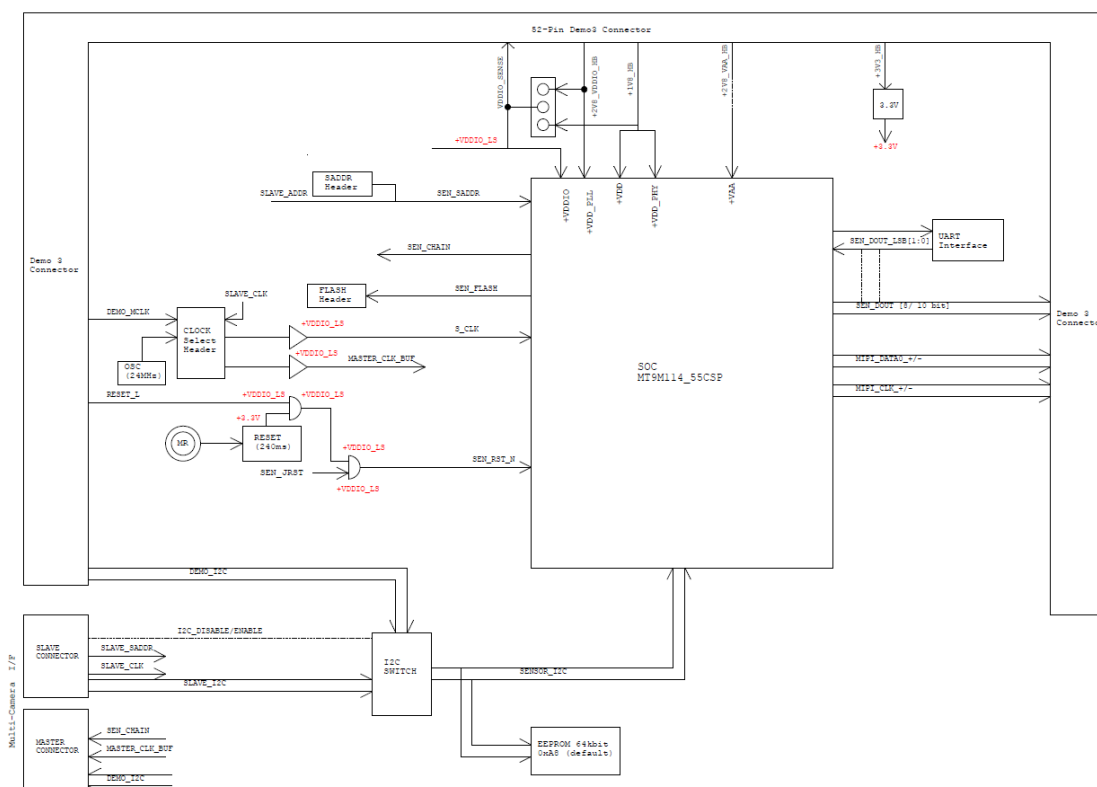 52-Pin Demo3 Connector
VDDIO_SENSE
+2V8_VDDIO_HB
+1V8_HB
+2V8_VAA_HB
+3V3_HB
3.3V
+3.3V
+VDDIO_LS
SADDR
Header
SLAVE_ADDR
SEN_SADDR
+VDDIO
+VDD_PLL
+VDD
+VDD_PHY
+VAA
SEN_CHAIN
UART
Interface
SEN_DOUT_LSB[1:0]
Demo 3
Connector
FLASH
Header
SEN_FLASH
SLAVE_CLK
SEN_DOUT [8/ 10 bit]
DEMO_MCLK
CLOCK
Select
Header
+VDDIO_LS
S_CLK
Demo 3
Connector
OSC
(24MHz)
+VDDIO_LS
MASTER_CLK_BUF
SOC
MT9M114_55CSP
MIPI_DATA0_+/-
MIPI_CLK_+/-
RESET_L
+VDDIO_LS
+VDDIO_LS
+3.3V
MR
RESET
(240ms)
+VDDIO_LS
SEN_JRST
SEN_RST_N
+VDDIO_LS
DEMO_I2C
Multi-Camera I/F
SLAVE
CONNECTOR
I2C_DISABLE/ENABLE
SLAVE_SADDR
SLAVE_CLK
SLAVE_I2C
I2C
SWITCH
SENSOR_I2C
MASTER
CONNECTOR
SEN_CHAIN
MASTER_CLK_BUF
DEMO_I2C
EEPROM 64kbit
0xA8 (default)